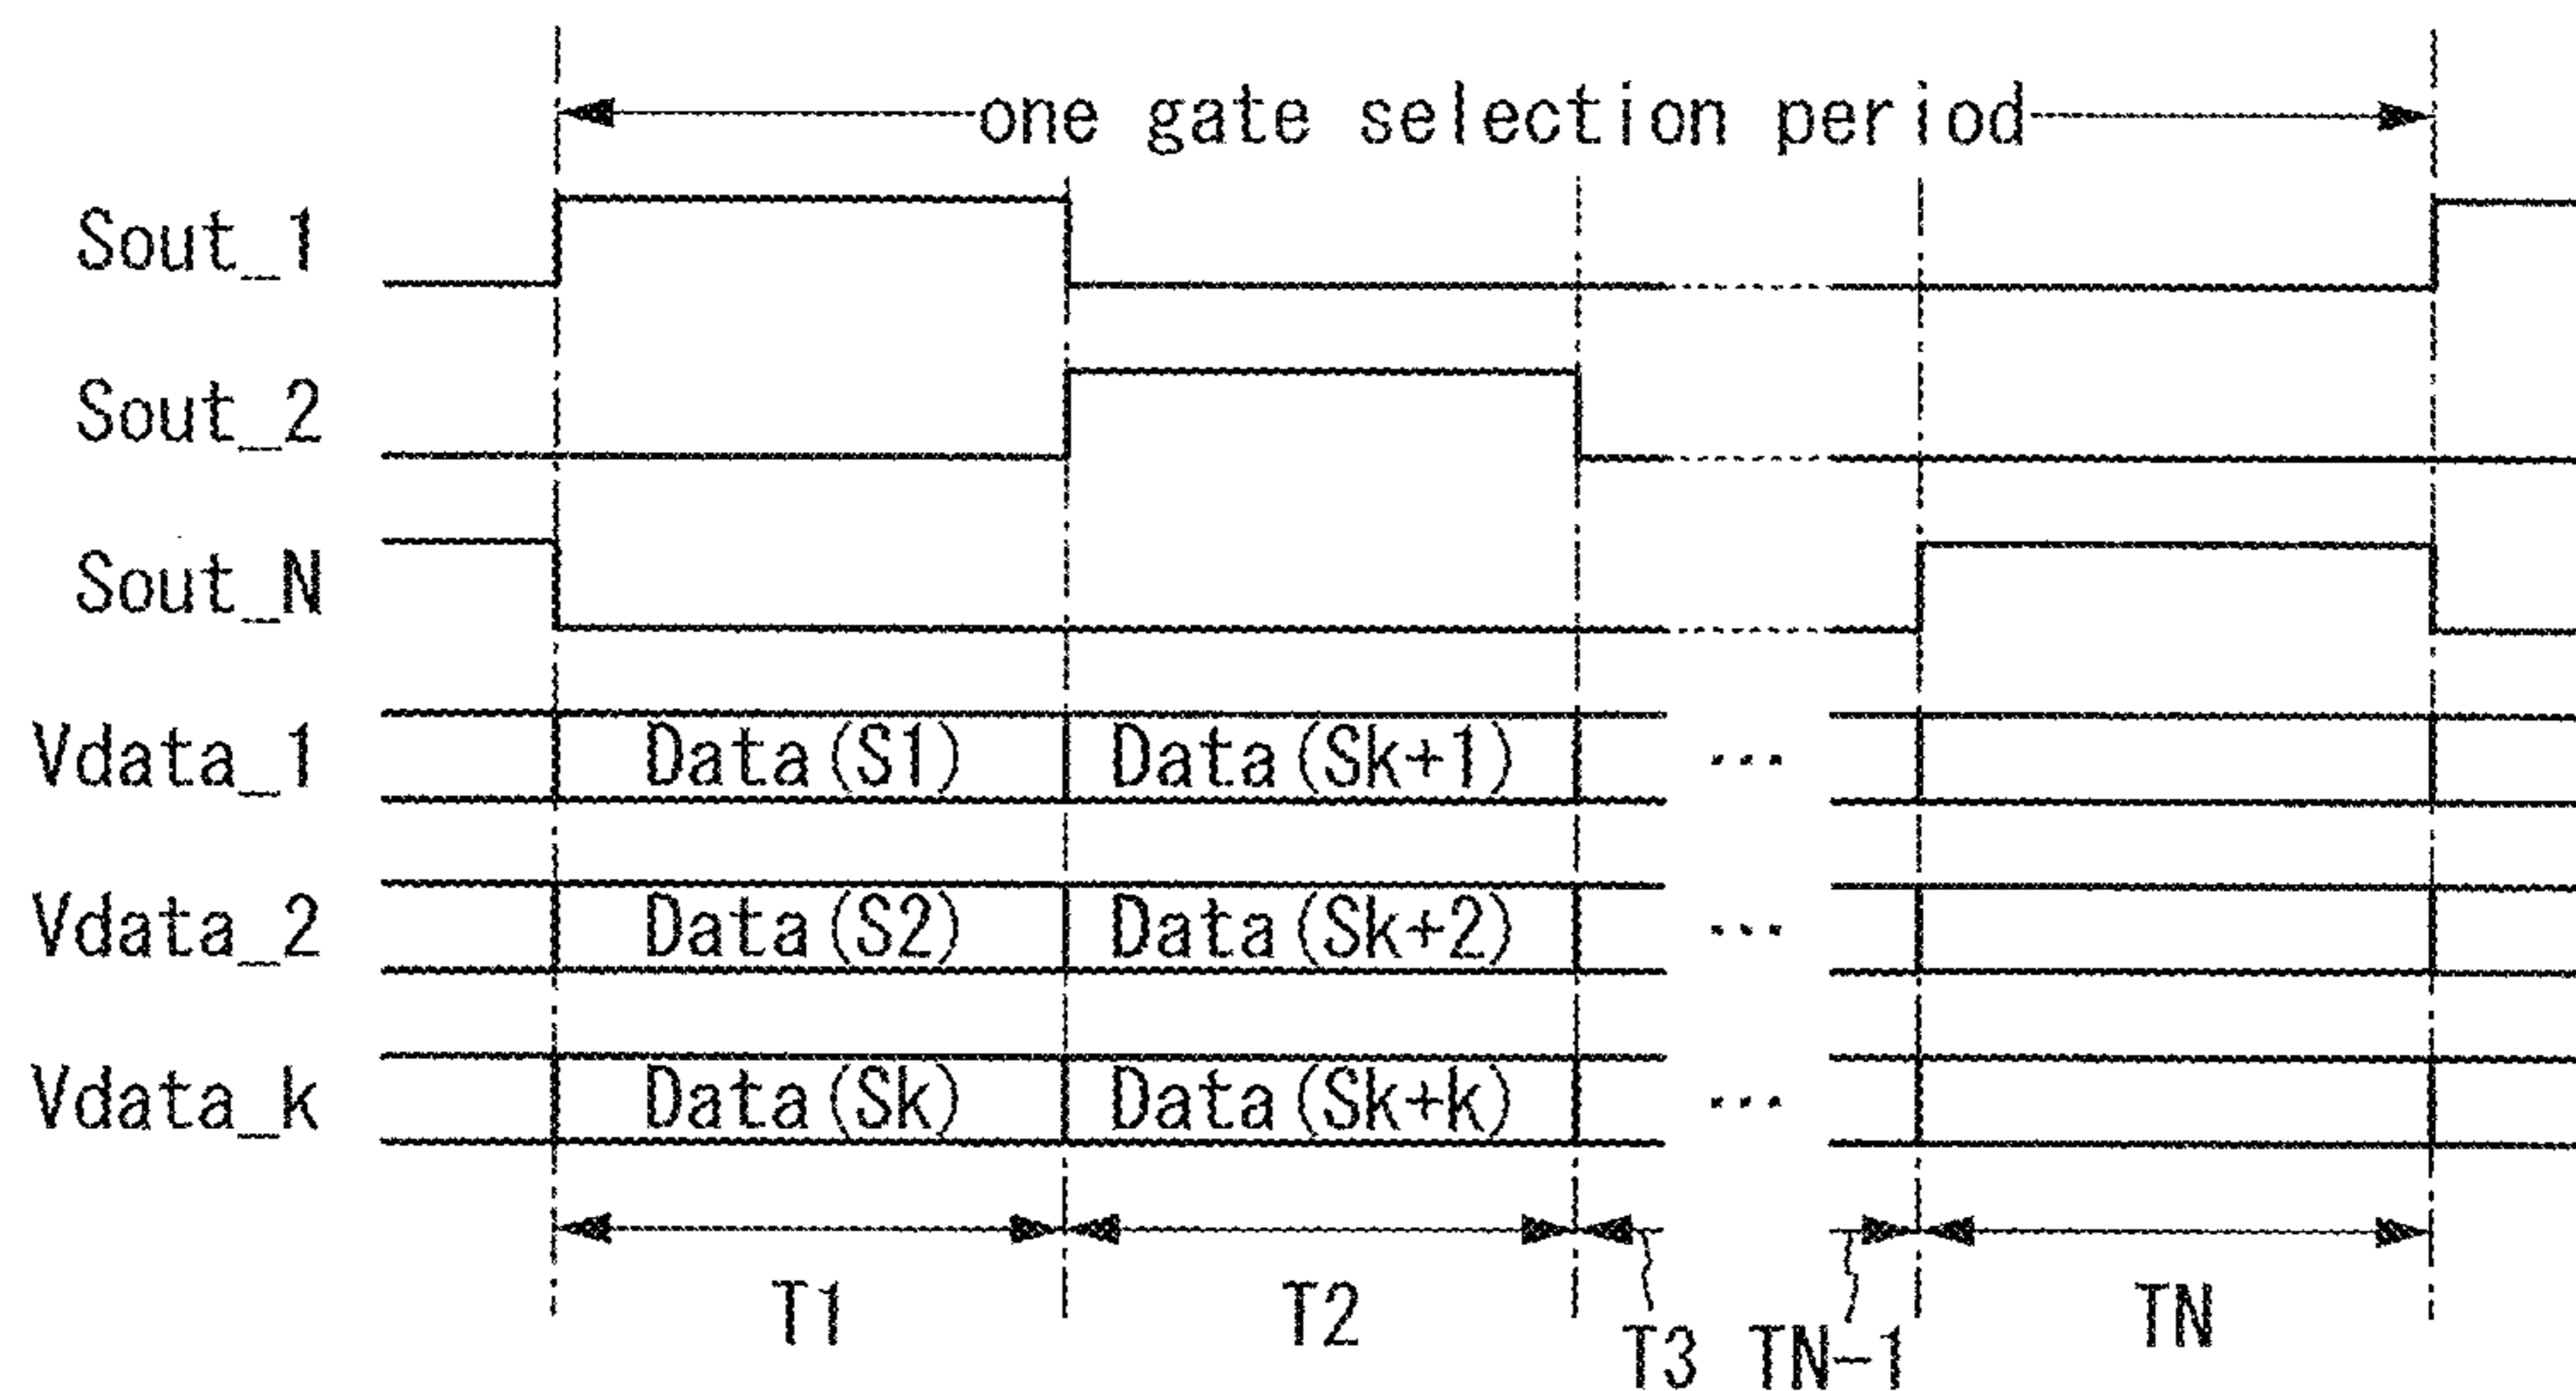 one gate selection period
Sout_1
Sout_2
Sout_N
Vdata_1 Data(S1) Data(Sk+1) ...
Vdata_2 Data(S2) Data(Sk+2) ...
Vdata_k Data(Sk) Data(Sk+k) ...
T1 T2 T3 TN-1 TN